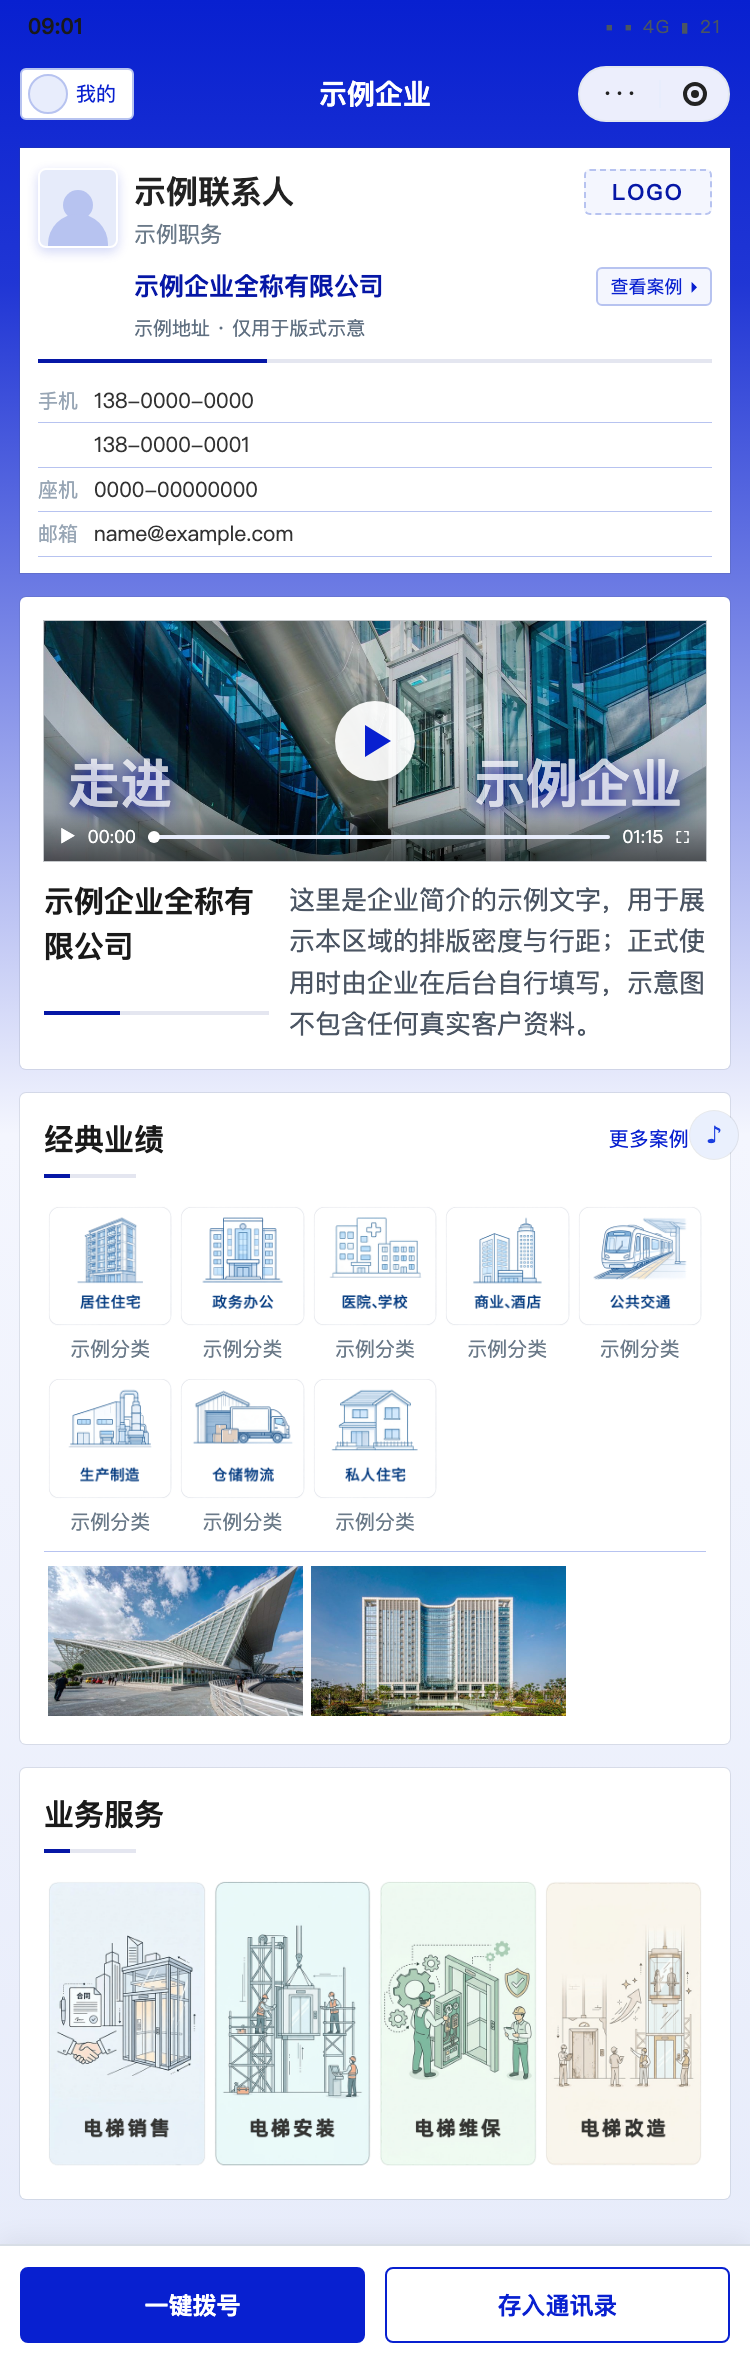 09:01
4G 21
我的
示例企业
示例联系人
LOGO
示例职务
示例企业全称有限公司
查看案例
示例地址 · 仅用于版式示意
手机 138-0000-0000
138-0000-0001
座机 0000-00000000
邮箱 name@example.com
走进 示例企业
00:00 01:15
示例企业全称有
限公司
这里是企业简介的示例文字，用于展
示本区域的排版密度与行距；正式使
用时由企业在后台自行填写，示意图
不包含任何真实客户资料。
经典业绩
更多案例
居住住宅 政务办公 医院、学校 商业、酒店 公共交通
示例分类 示例分类 示例分类 示例分类 示例分类
生产制造 仓储物流 私人住宅
示例分类 示例分类 示例分类
业务服务
合同
电梯销售 电梯安装 电梯维保 电梯改造
一键拨号 存入通讯录